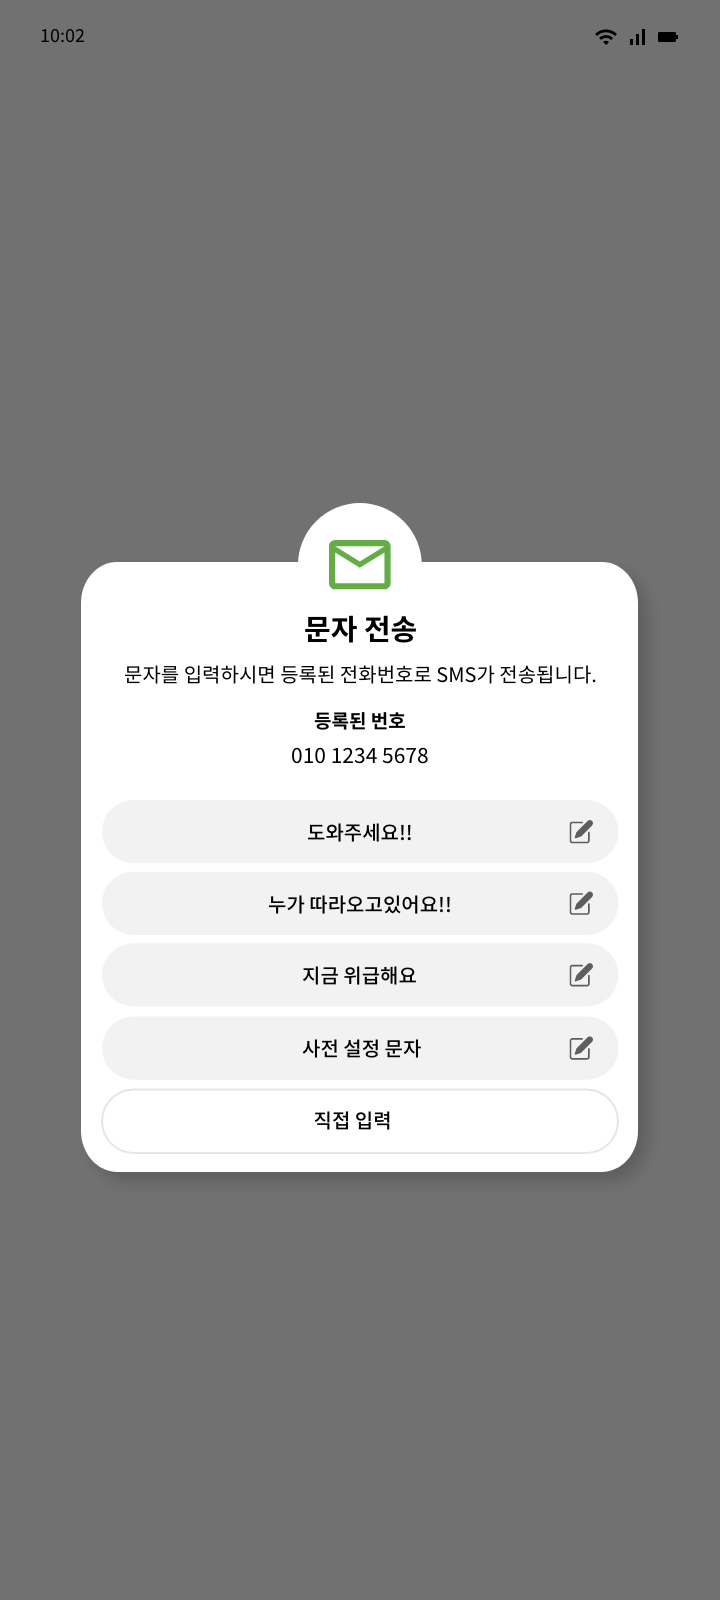 10:02
문자 전송
문자를 입력하시면 등록된 전화번호로 SMS가 전송됩니다.
등록된 번호
010 1234 5678
도와주세요!!
누가 따라오고있어요!!
지금 위급해요
사전 설정 문자
직접 입력